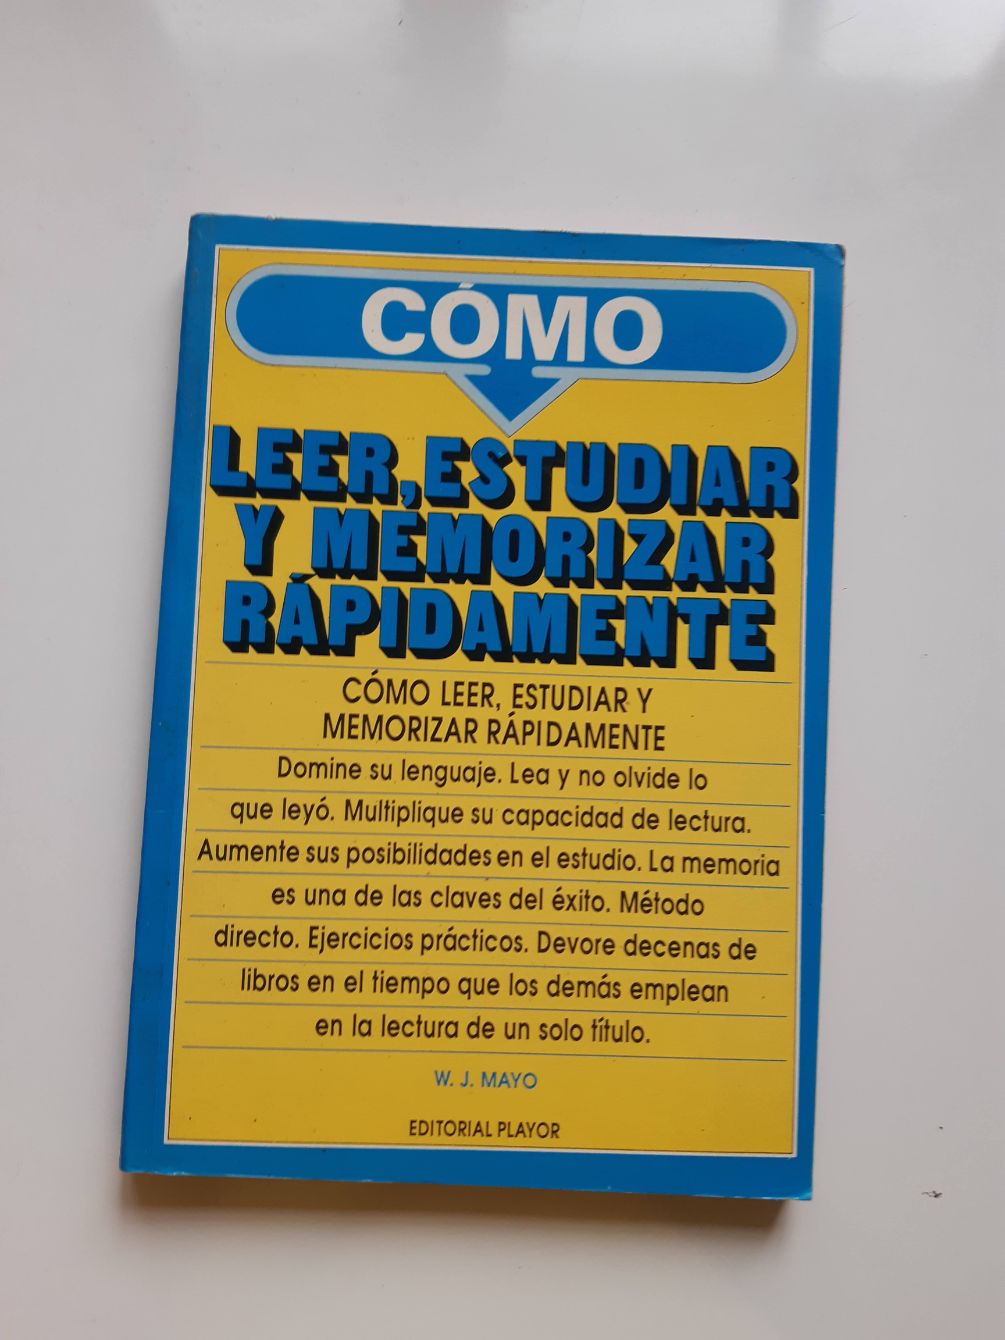 CÓMO
LEER, ESTUDIAR
Y MEMORIZAR
RÁPIDAMENTE
CÓMO LEER, ESTUDIAR Y
MEMORIZAR RÁPIDAMENTE
Domine su lenguaje. Lea y no olvide lo
que leyó. Multiplique su capacidad de lectura.
Aumente sus posibilidades en el estudio. La memoria
es una de las claves del éxito. Método
directo. Ejercicios prácticos. Devore decenas de
libros en el tiempo que los demás emplean
en la lectura de un solo título.
W. J. MAYO
EDITORIAL PLAYOR